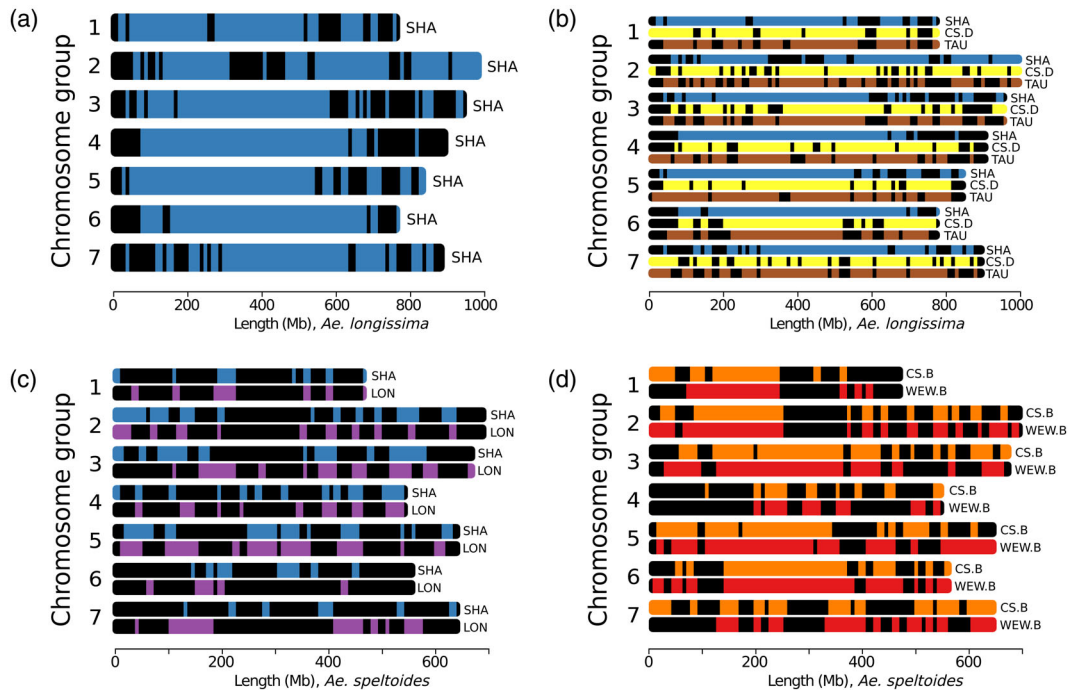 (a)
Chromosome group
1 SHA
2 SHA
3 SHA
4 SHA
5 SHA
6 SHA
7 SHA
0 200 400 600 800 1000
Length (Mb), Ae. longissima
(b)
Chromosome group
SHA
1 CS.D
TAU
SHA
2 CS.D
TAU
SHA
3 CS.D
TAU
SHA
4 CS.D
TAU
SHA
5 CS.D
TAU
SHA
6 CS.D
TAU
SHA
7 CS.D
TAU
0 200 400 600 800 1000
Length (Mb), Ae. longissima
(c)
Chromosome group
1 SHA
LON
2 SHA
LON
3 SHA
LON
4 SHA
LON
5 SHA
LON
6 SHA
LON
7 SHA
LON
0 200 400 600
Length (Mb), Ae. speltoides
(d)
Chromosome group
1 CS.B
WEW.B
2 CS.B
WEW.B
3 CS.B
WEW.B
4 CS.B
WEW.B
5 CS.B
WEW.B
6 CS.B
WEW.B
7 CS.B
WEW.B
0 200 400 600
Length (Mb), Ae. speltoides